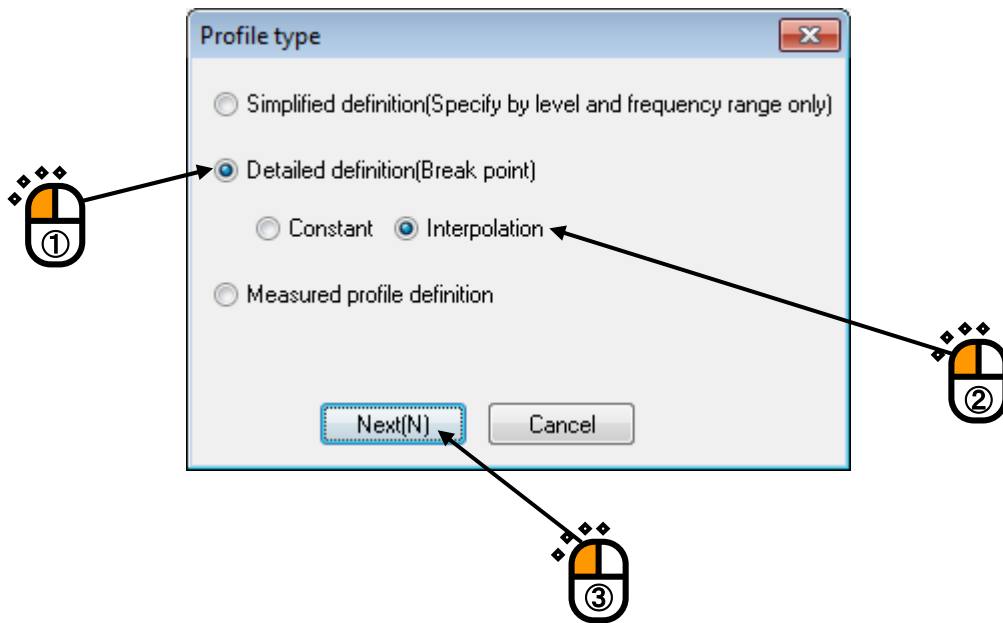 Profile type
Simplified definition(Specify by level and frequency range only)
Detailed definition(Break point)
Constant Interpolation
①
Measured profile definition
②
Next(N) Cancel
③